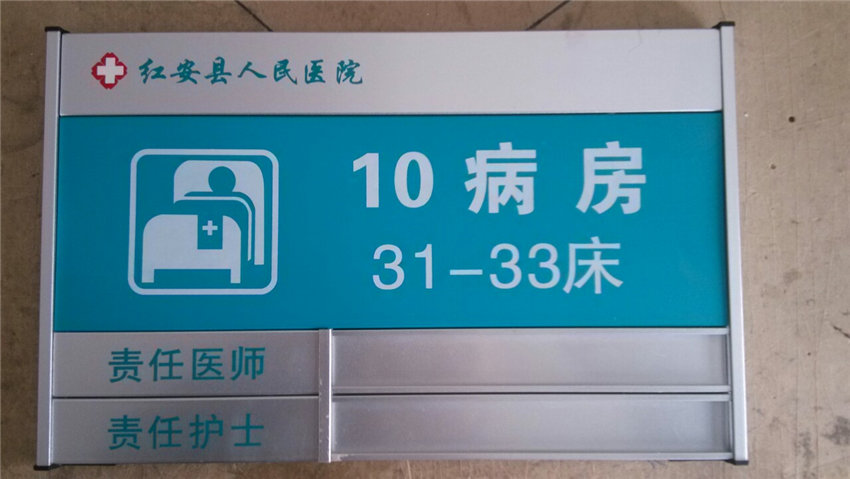 红安县人民医院
10 病房
31-33床
责任医师
责任护士